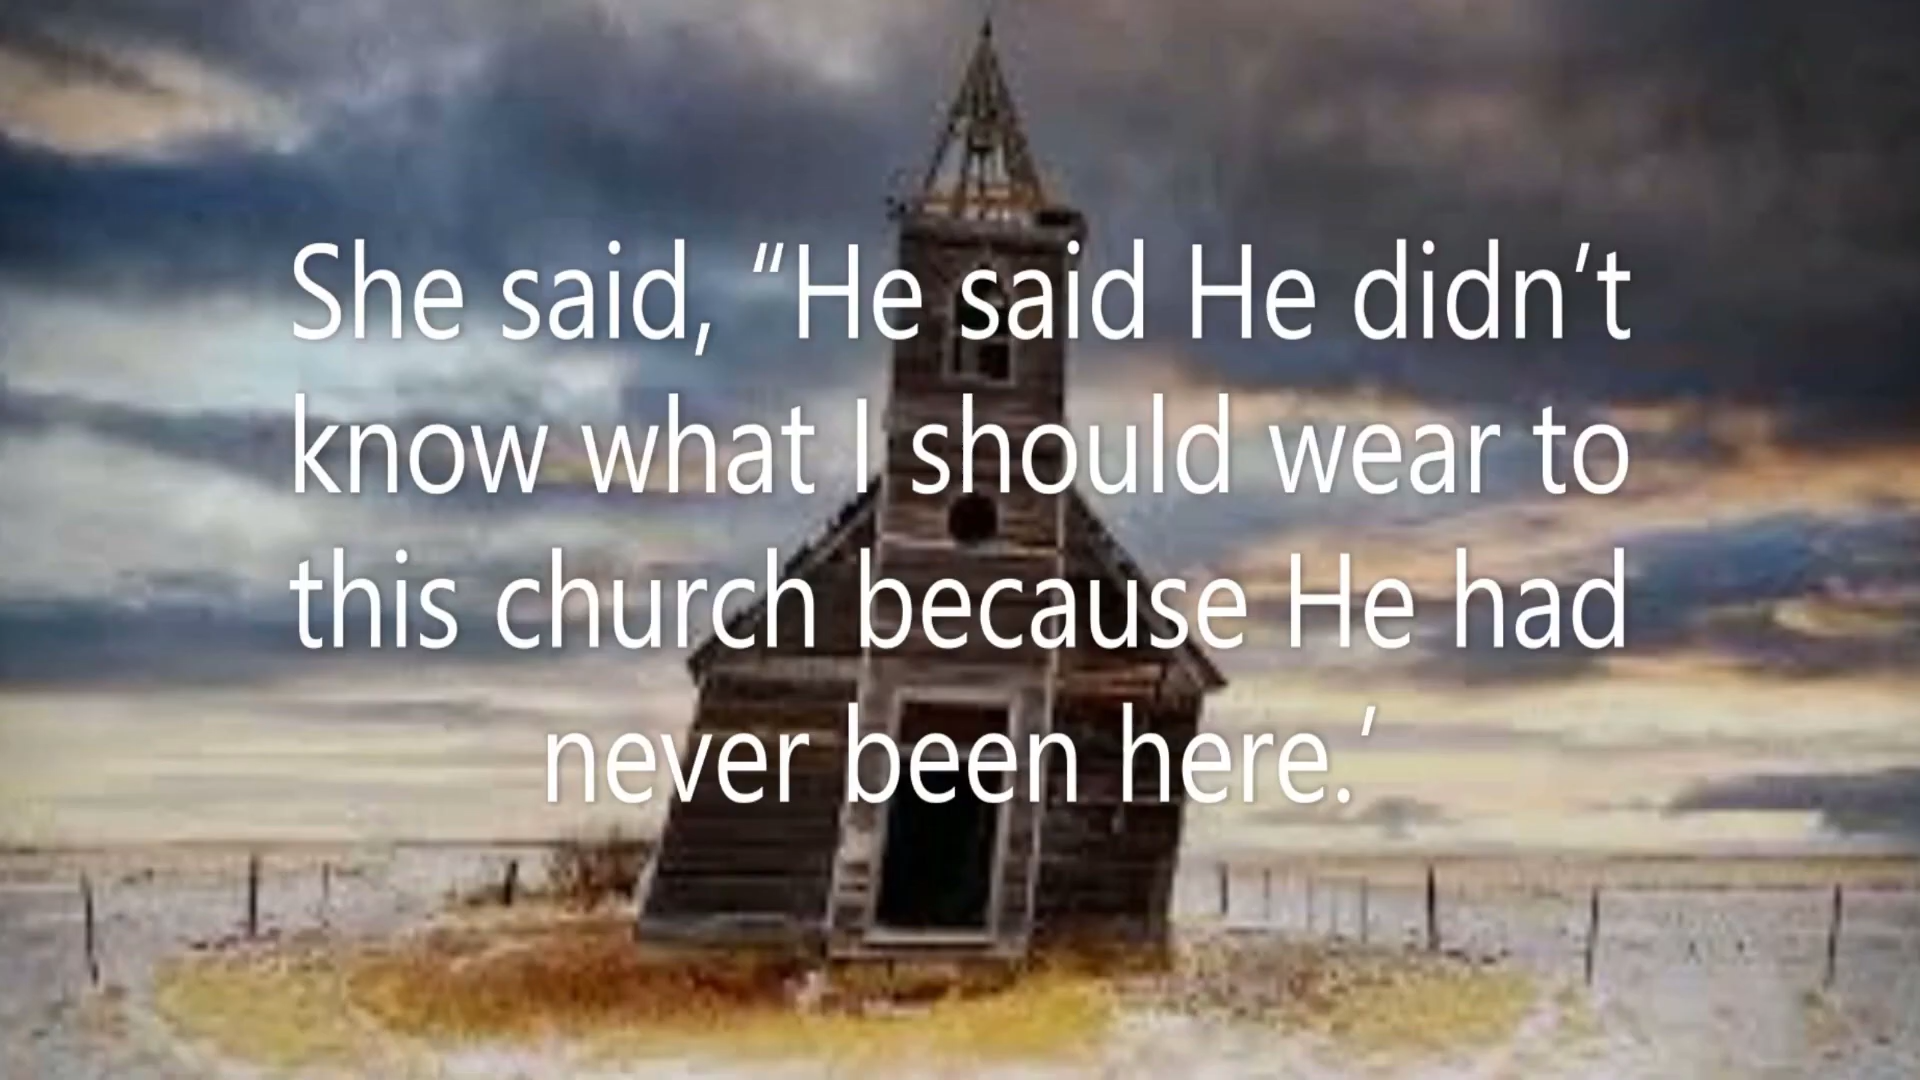 She said, “He said He didn’t
know what I should wear to
this church because He had
never been here.’